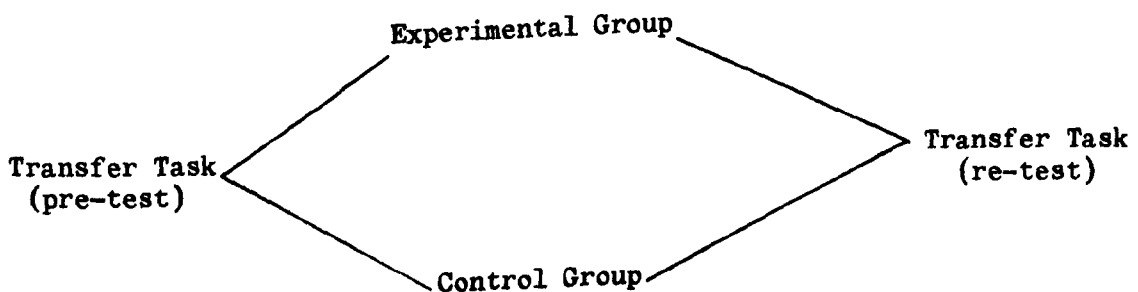 Experimental Group
Transfer Task
(pre-test)
Transfer Task
(re-test)
Control Group